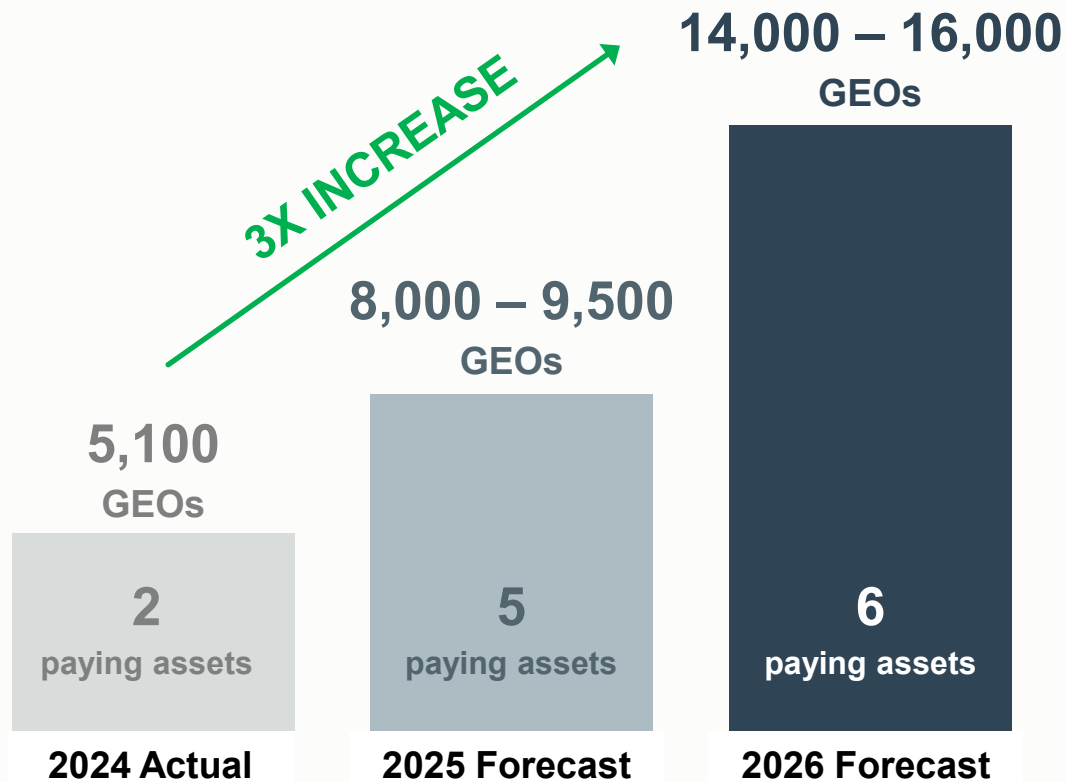 14,000 – 16,000
GEOs
3X INCREASE
8,000 – 9,500
GEOs
5,100
GEOs
2
paying assets
5
paying assets
6
paying assets
2024 Actual
2025 Forecast
2026 Forecast